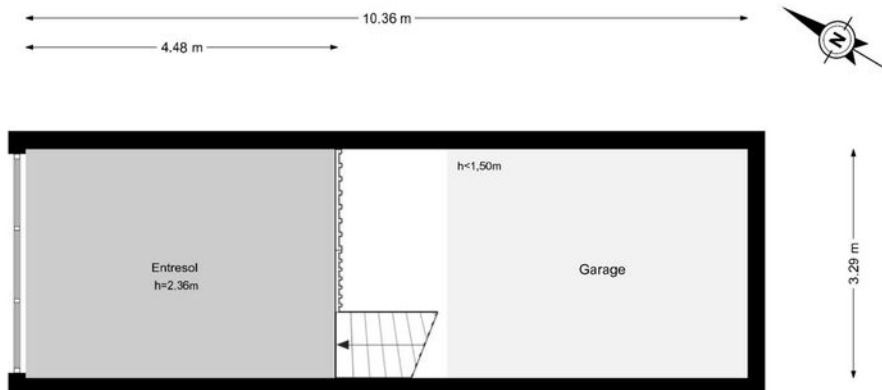 10.36 m
4.48 m
N
h<1,50m
Entresol
h=2.36m
Garage
3.29 m